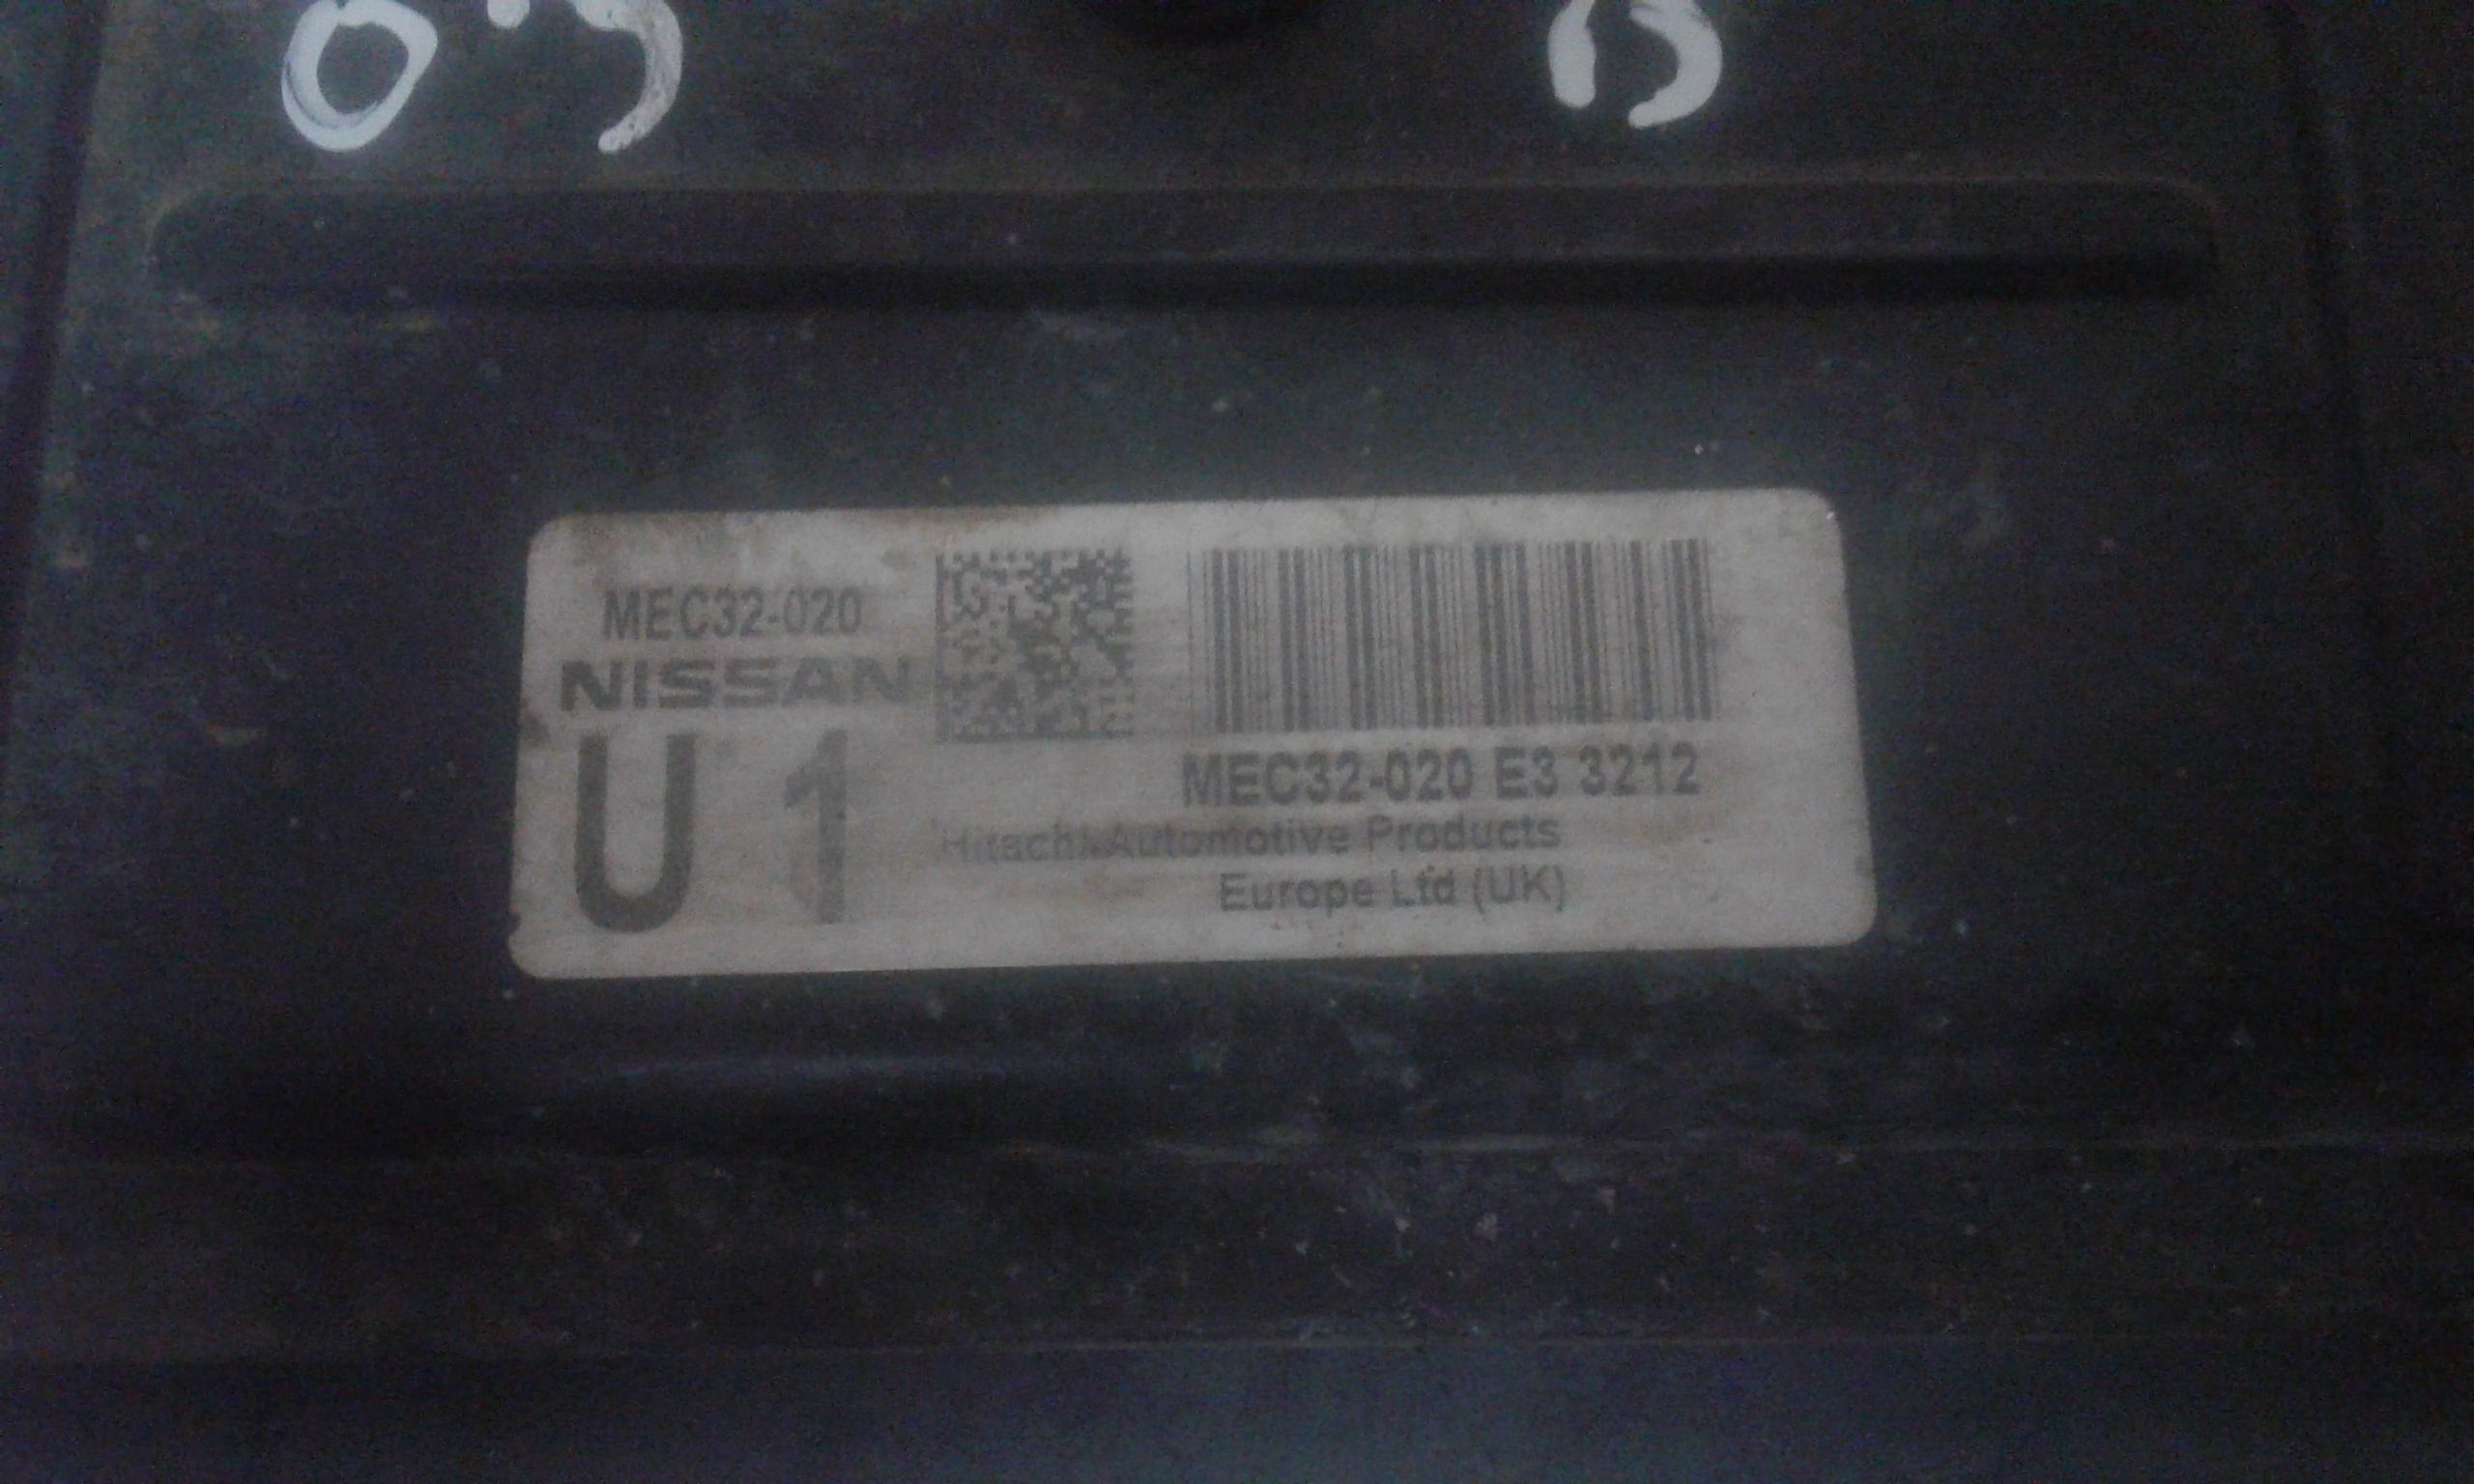 MEC32-020
NISSAN
U 1
MEC32-020 E3 3212
Hitachi Automotive Products
Europe Ltd (UK)